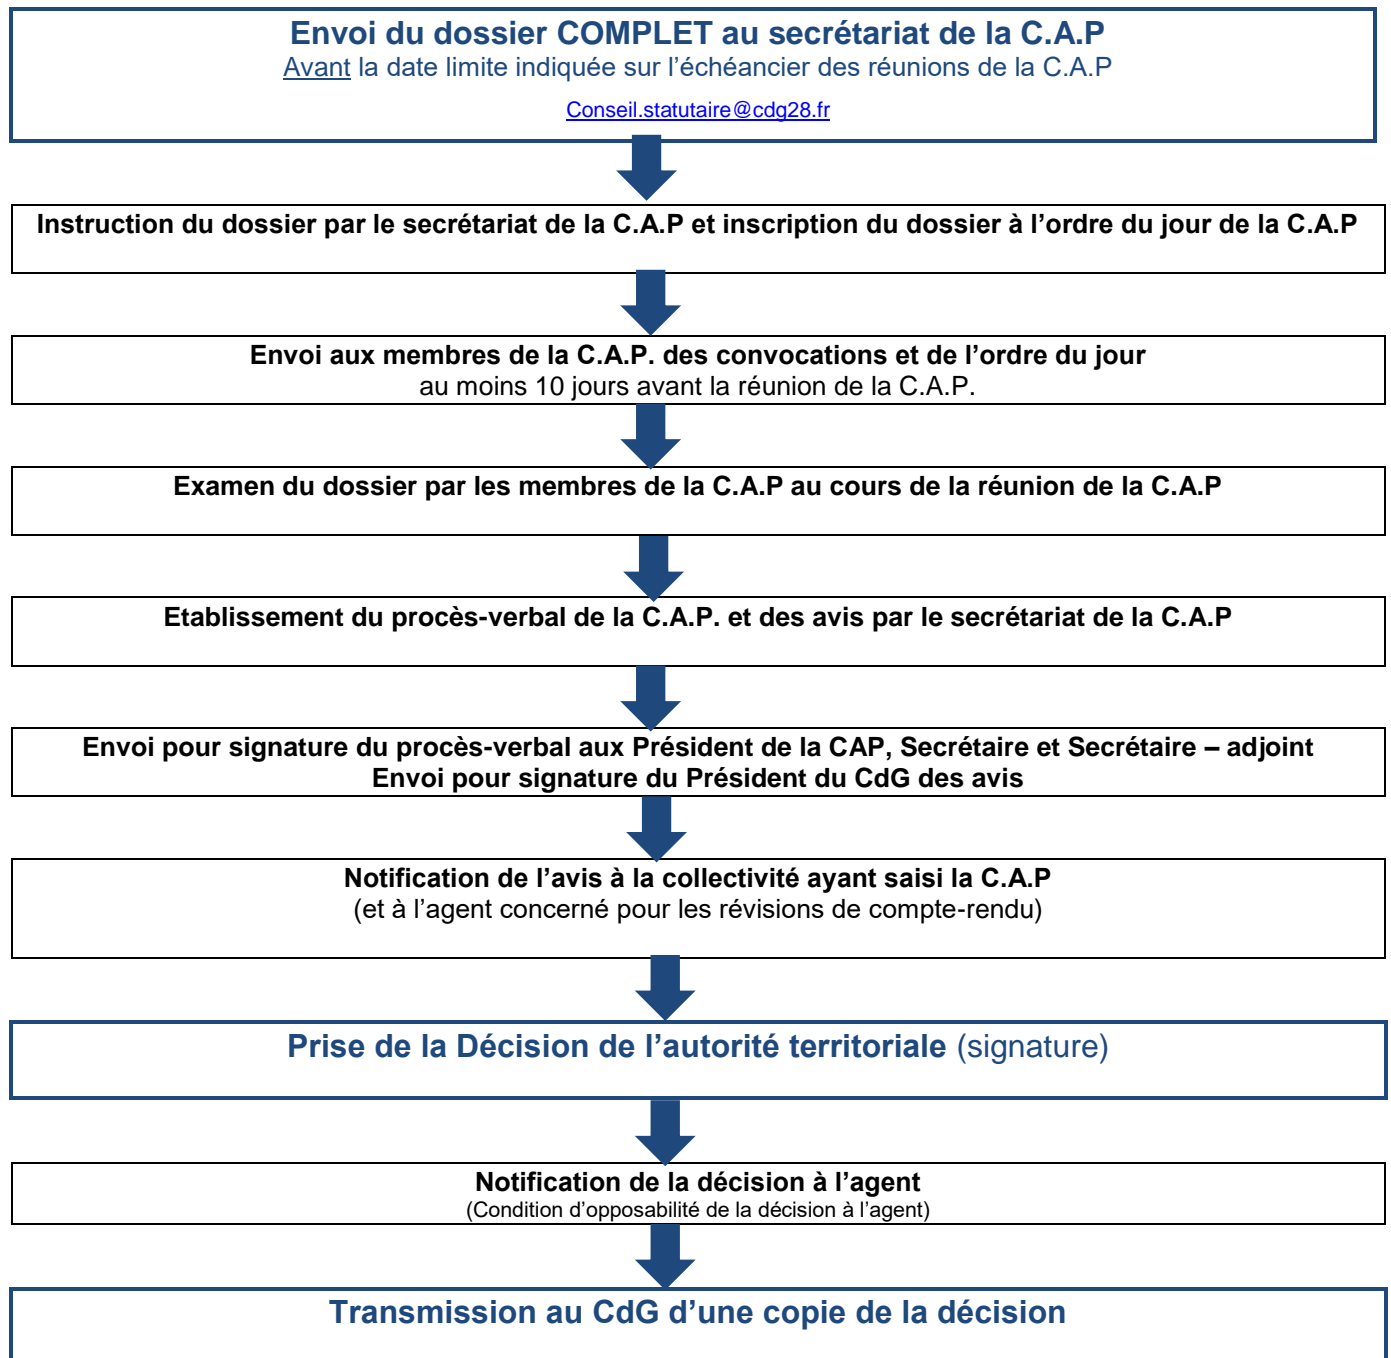 Envoi du dossier COMPLET au secrétariat de la C.A.P
Avant la date limite indiquée sur l’échéancier des réunions de la C.A.P
Conseil.statutaire@cdg28.fr
Instruction du dossier par le secrétariat de la C.A.P et inscription du dossier à l’ordre du jour de la C.A.P
Envoi aux membres de la C.A.P. des convocations et de l’ordre du jour
au moins 10 jours avant la réunion de la C.A.P.
Examen du dossier par les membres de la C.A.P au cours de la réunion de la C.A.P
Etablissement du procès-verbal de la C.A.P. et des avis par le secrétariat de la C.A.P
Envoi pour signature du procès-verbal aux Président de la CAP, Secrétaire et Secrétaire – adjoint
Envoi pour signature du Président du CdG des avis
Notification de l’avis à la collectivité ayant saisi la C.A.P
(et à l’agent concerné pour les révisions de compte-rendu)
Prise de la Décision de l’autorité territoriale (signature)
Notification de la décision à l’agent
(Condition d’opposabilité de la décision à l’agent)
Transmission au CdG d’une copie de la décision